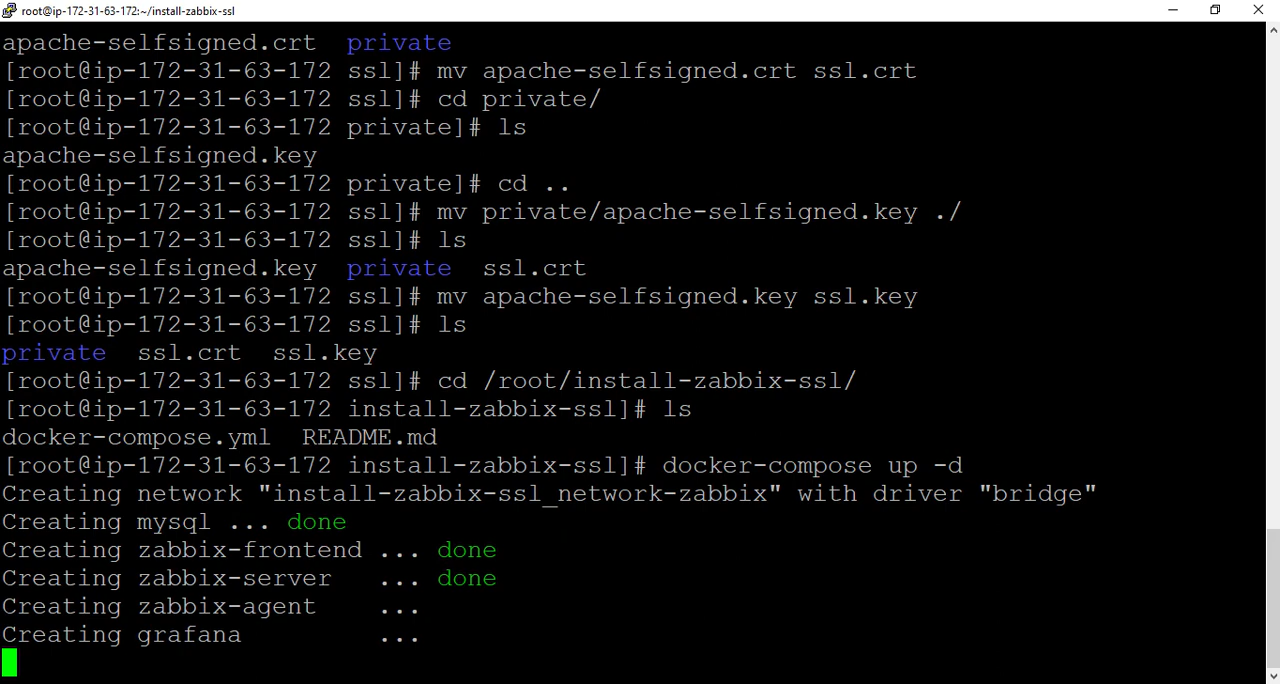 root@ip-172-31-63-172:~/install-zabbix-ssl
apache-selfsigned.crt  private
[root@ip-172-31-63-172 ssl]# mv apache-selfsigned.crt ssl.crt
[root@ip-172-31-63-172 ssl]# cd private/
[root@ip-172-31-63-172 private]# ls
apache-selfsigned.key
[root@ip-172-31-63-172 private]# cd ..
[root@ip-172-31-63-172 ssl]# mv private/apache-selfsigned.key ./
[root@ip-172-31-63-172 ssl]# ls
apache-selfsigned.key  private  ssl.crt
[root@ip-172-31-63-172 ssl]# mv apache-selfsigned.key ssl.key
[root@ip-172-31-63-172 ssl]# ls
private  ssl.crt  ssl.key
[root@ip-172-31-63-172 ssl]# cd /root/install-zabbix-ssl/
[root@ip-172-31-63-172 install-zabbix-ssl]# ls
docker-compose.yml  README.md
[root@ip-172-31-63-172 install-zabbix-ssl]# docker-compose up -d
Creating network "install-zabbix-ssl_network-zabbix" with driver "bridge"
Creating mysql ... done
Creating zabbix-frontend ... done
Creating zabbix-server   ... done
Creating zabbix-agent    ...
Creating grafana         ...